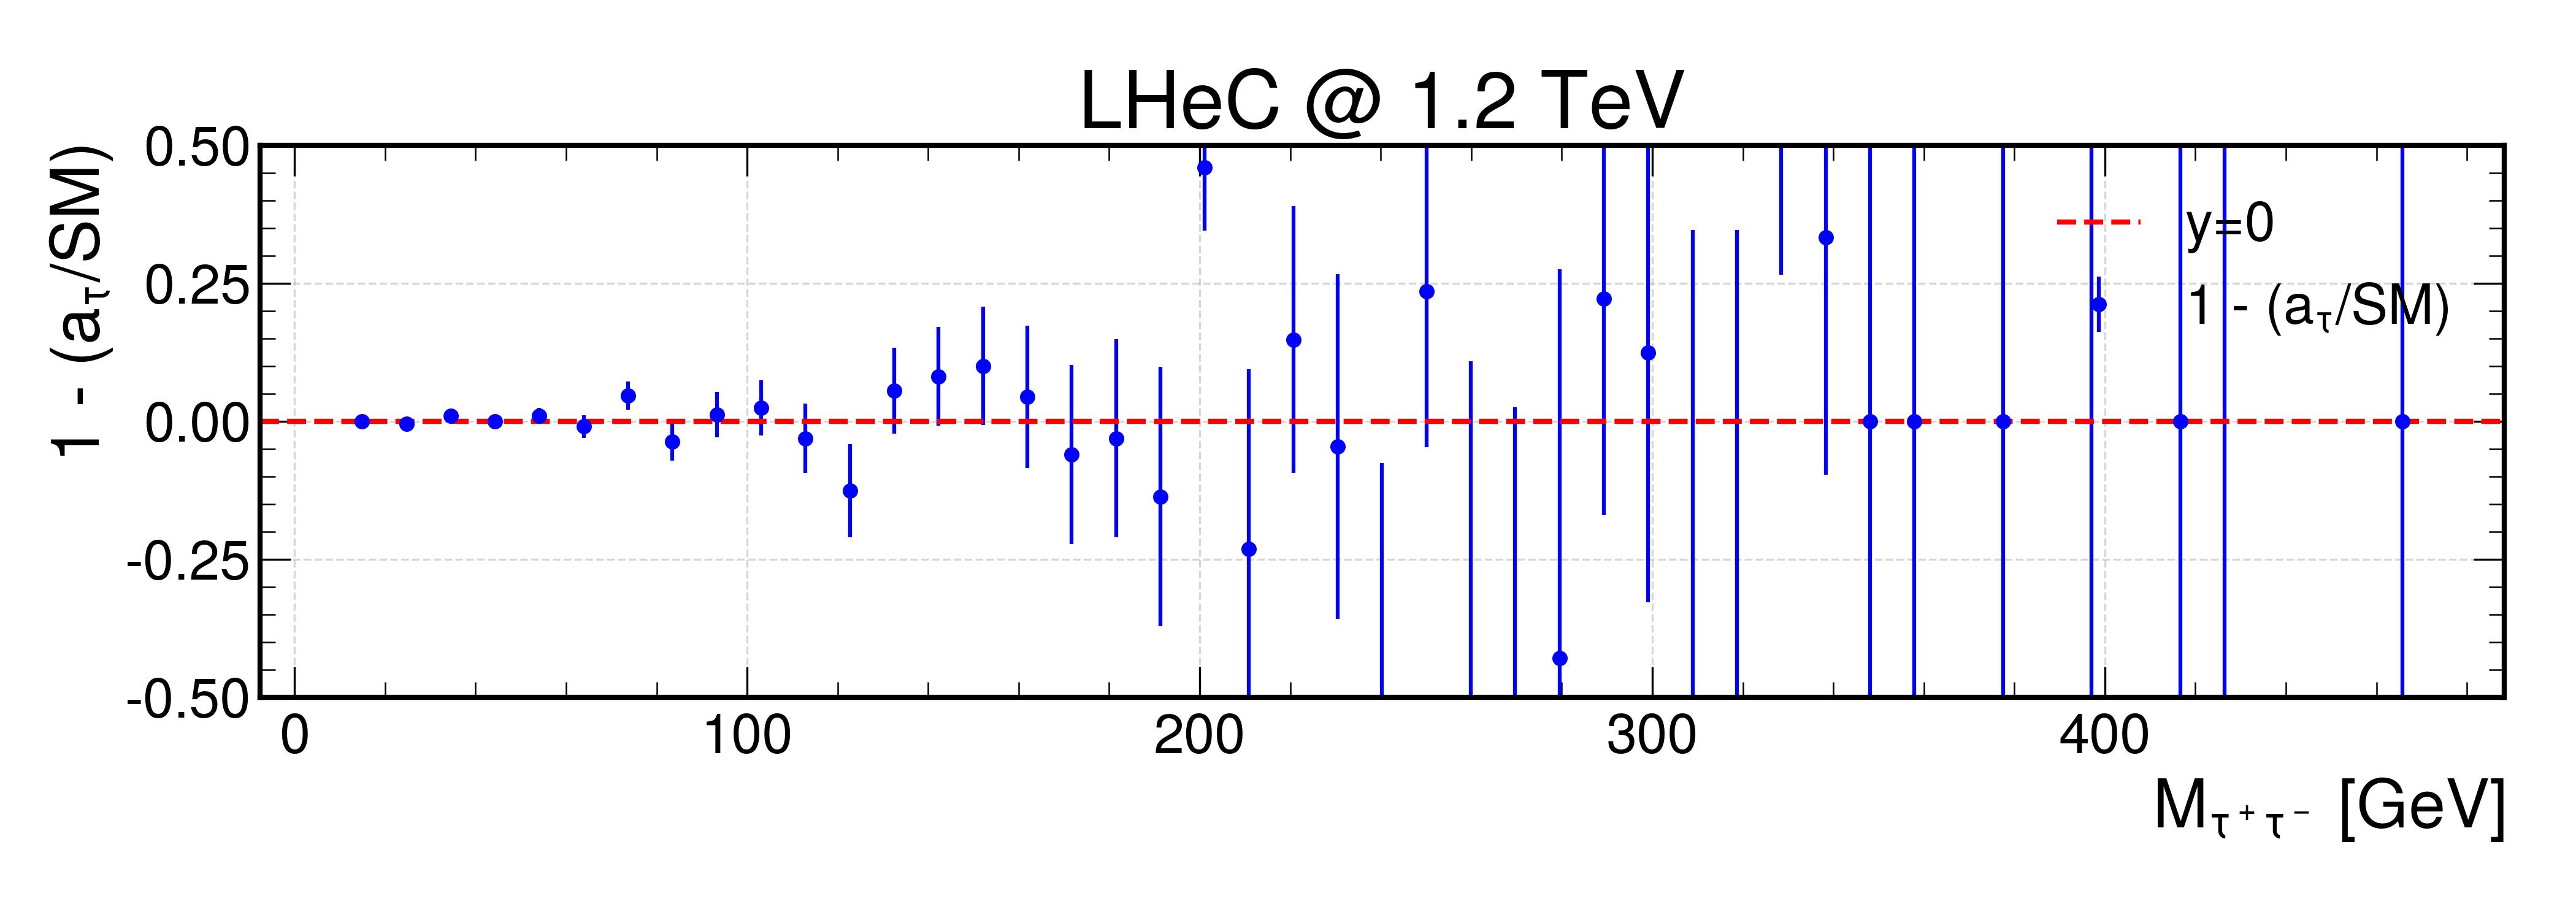 LHeC @ 1.2 TeV
1 - (aτ/SM)
0.50
0.25
0.00
-0.25
-0.50
y=0
1 - (aτ/SM)
0 100 200 300 400
Mτ⁺τ⁻ [GeV]